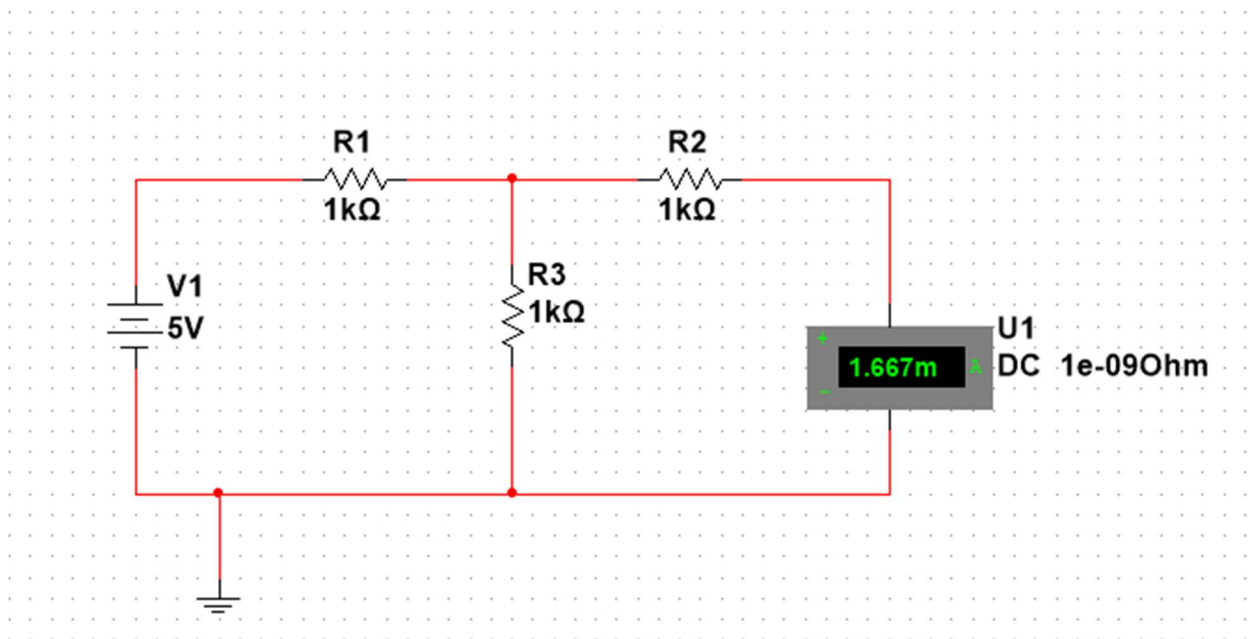 R1
1kΩ
R2
1kΩ
V1
5V
R3
1kΩ
U1
+
1.667m A
-
DC 1e-09Ohm